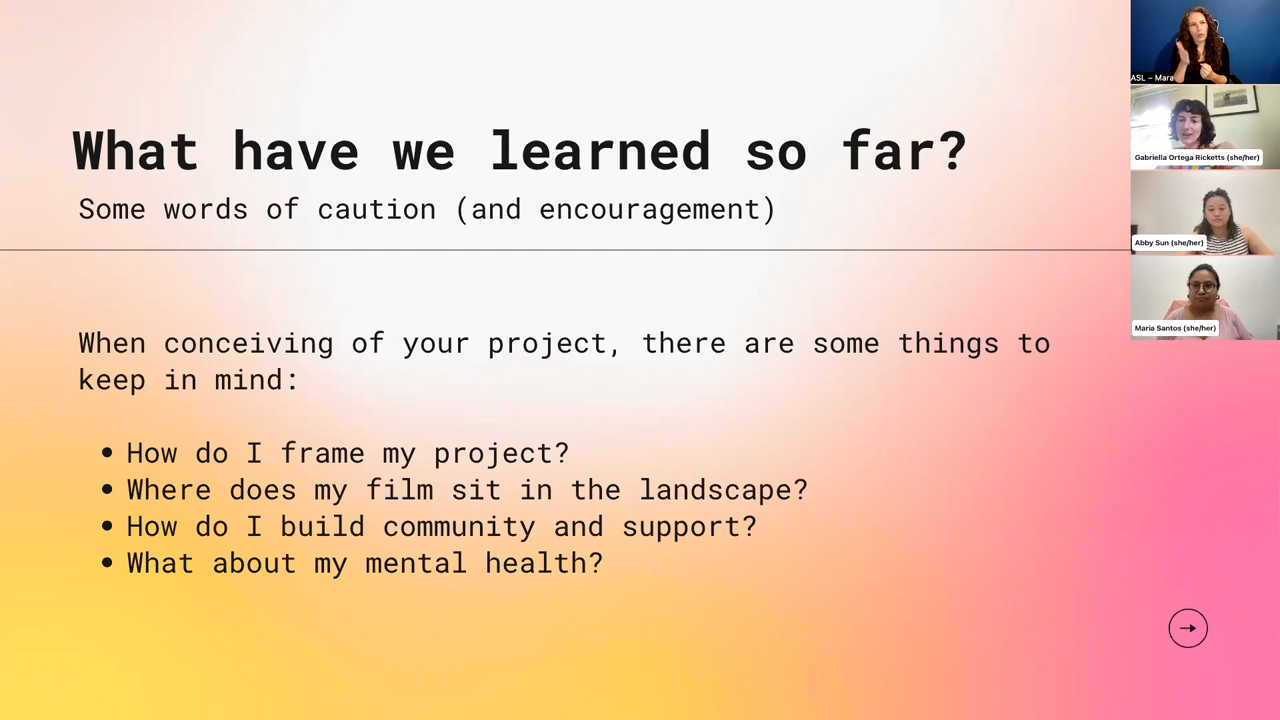 What have we learned so far?
Some words of caution (and encouragement)
When conceiving of your project, there are some things to
keep in mind:
• How do I frame my project?
• Where does my film sit in the landscape?
• How do I build community and support?
• What about my mental health?
ASL – Mara
Gabriella Ortega Ricketts (she/her)
Abby Sun (she/her)
Maria Santos (she/her)